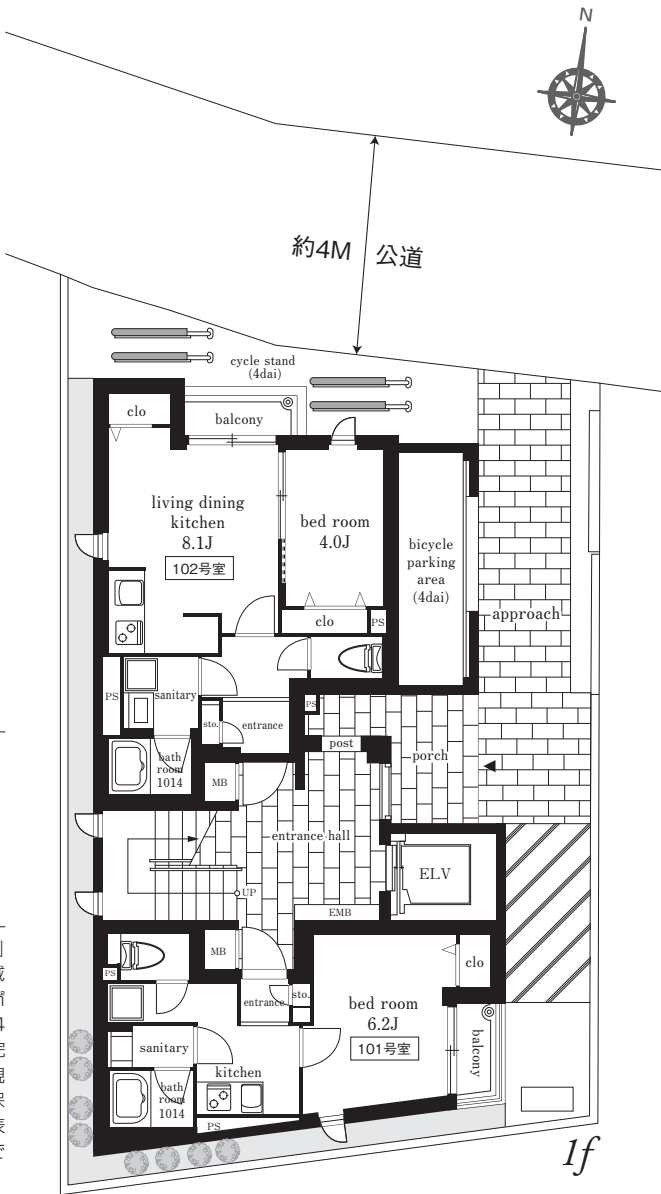 N
約4M 公道
cycle stand
(4dai)
clo
balcony
living dining
kitchen
8.1J
102号室
bed room
4.0J
bicycle
parking
area
(4dai)
approach
clo
PS
PS
sanitary
sto.
entrance
PS
post
porch
bath
room
1014
MB
entrance hall
ELV
UP
EMB
MB
PS
clo
entrance
sto.
bed room
6.2J
101号室
balcony
sanitary
kitchen
bath
room
1014
PS
1f